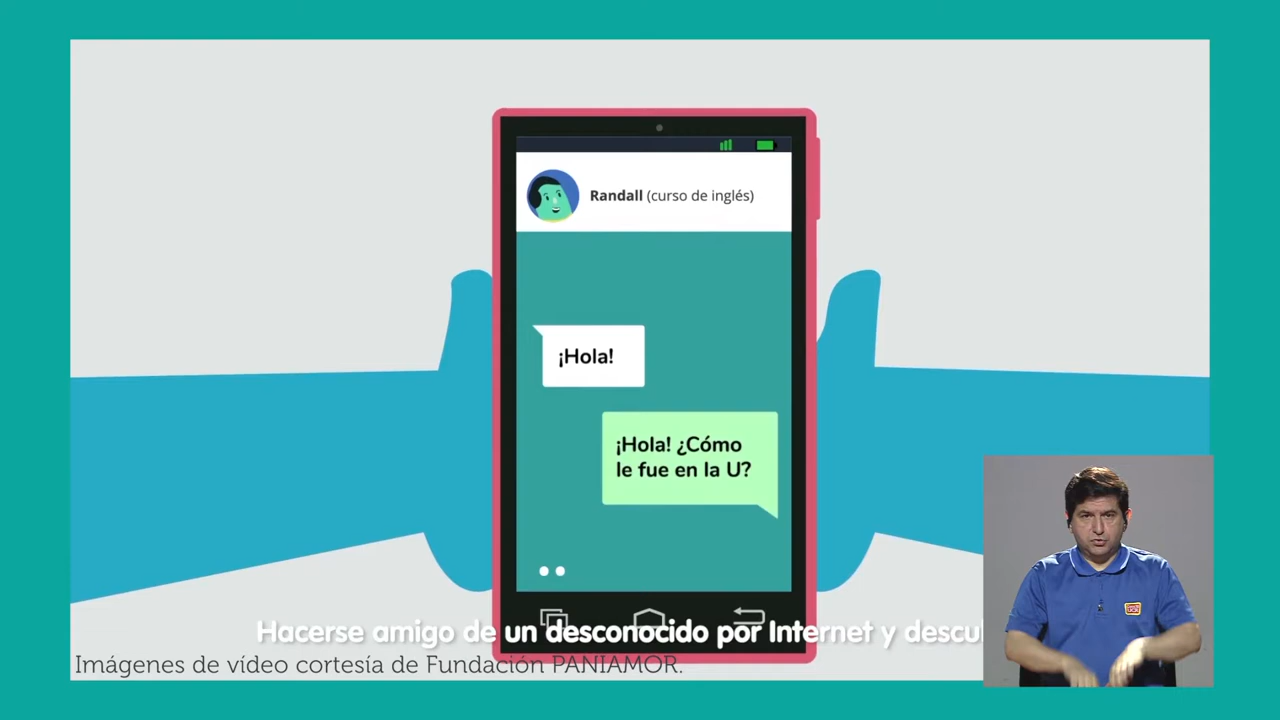 Randall (curso de inglés)
¡Hola!
¡Hola! ¿Cómo
le fue en la U?
Hacerse amigo de un desconocido por Internet y
Imágenes de vídeo cortesía de Fundación PANIAMOR.